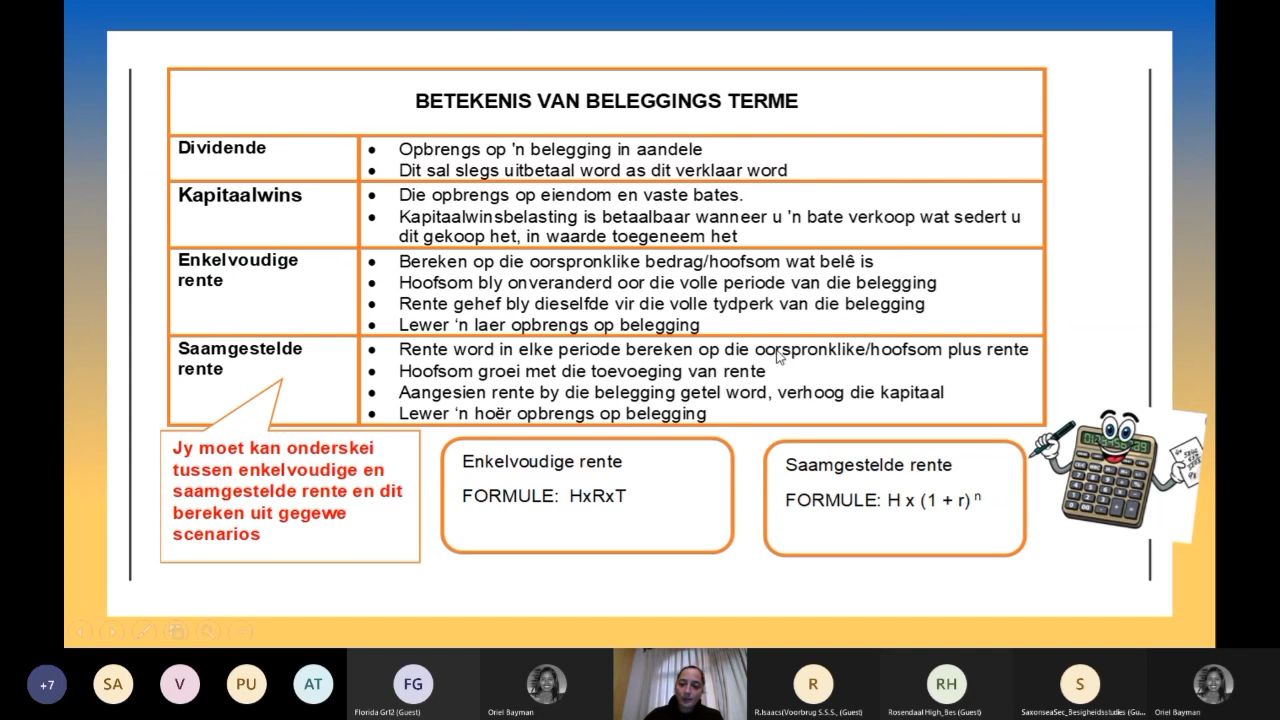 BETEKENIS VAN BELEGGINGS TERME
Dividende
• Opbrengs op 'n belegging in aandele
• Dit sal slegs uitbetaal word as dit verklaar word
Kapitaalwins
• Die opbrengs op eiendom en vaste bates.
• Kapitaalwinsbelasting is betaalbaar wanneer u 'n bate verkoop wat sedert u
dit gekoop het, in waarde toegeneem het
Enkelvoudige
rente
• Bereken op die oorspronklike bedrag/hoofsom wat belê is
• Hoofsom bly onveranderd oor die volle periode van die belegging
• Rente gehef bly dieselfde vir die volle tydperk van die belegging
• Lewer ‘n laer opbrengs op belegging
Saamgestelde
rente
• Rente word in elke periode bereken op die oorspronklike/hoofsom plus rente
• Hoofsom groei met die toevoeging van rente
• Aangesien rente by die belegging getel word, verhoog die kapitaal
• Lewer ‘n hoër opbrengs op belegging
Jy moet kan onderskei
tussen enkelvoudige en
saamgestelde rente en dit
bereken uit gegewe
scenarios
Enkelvoudige rente
FORMULE: HxRxT
Saamgestelde rente
FORMULE: H x (1 + r) ⁿ
+7
SA
V
PU
AT
FG
Florida Gr12 (Guest)
Oriel Bayman
R
R.Isaacs(Voorbrug S.S.S., (Guest)
RH
Rosendaal High_Bes (Guest)
S
SaxonseaSec_Besigheidsstudies (Gu...
Oriel Bayman